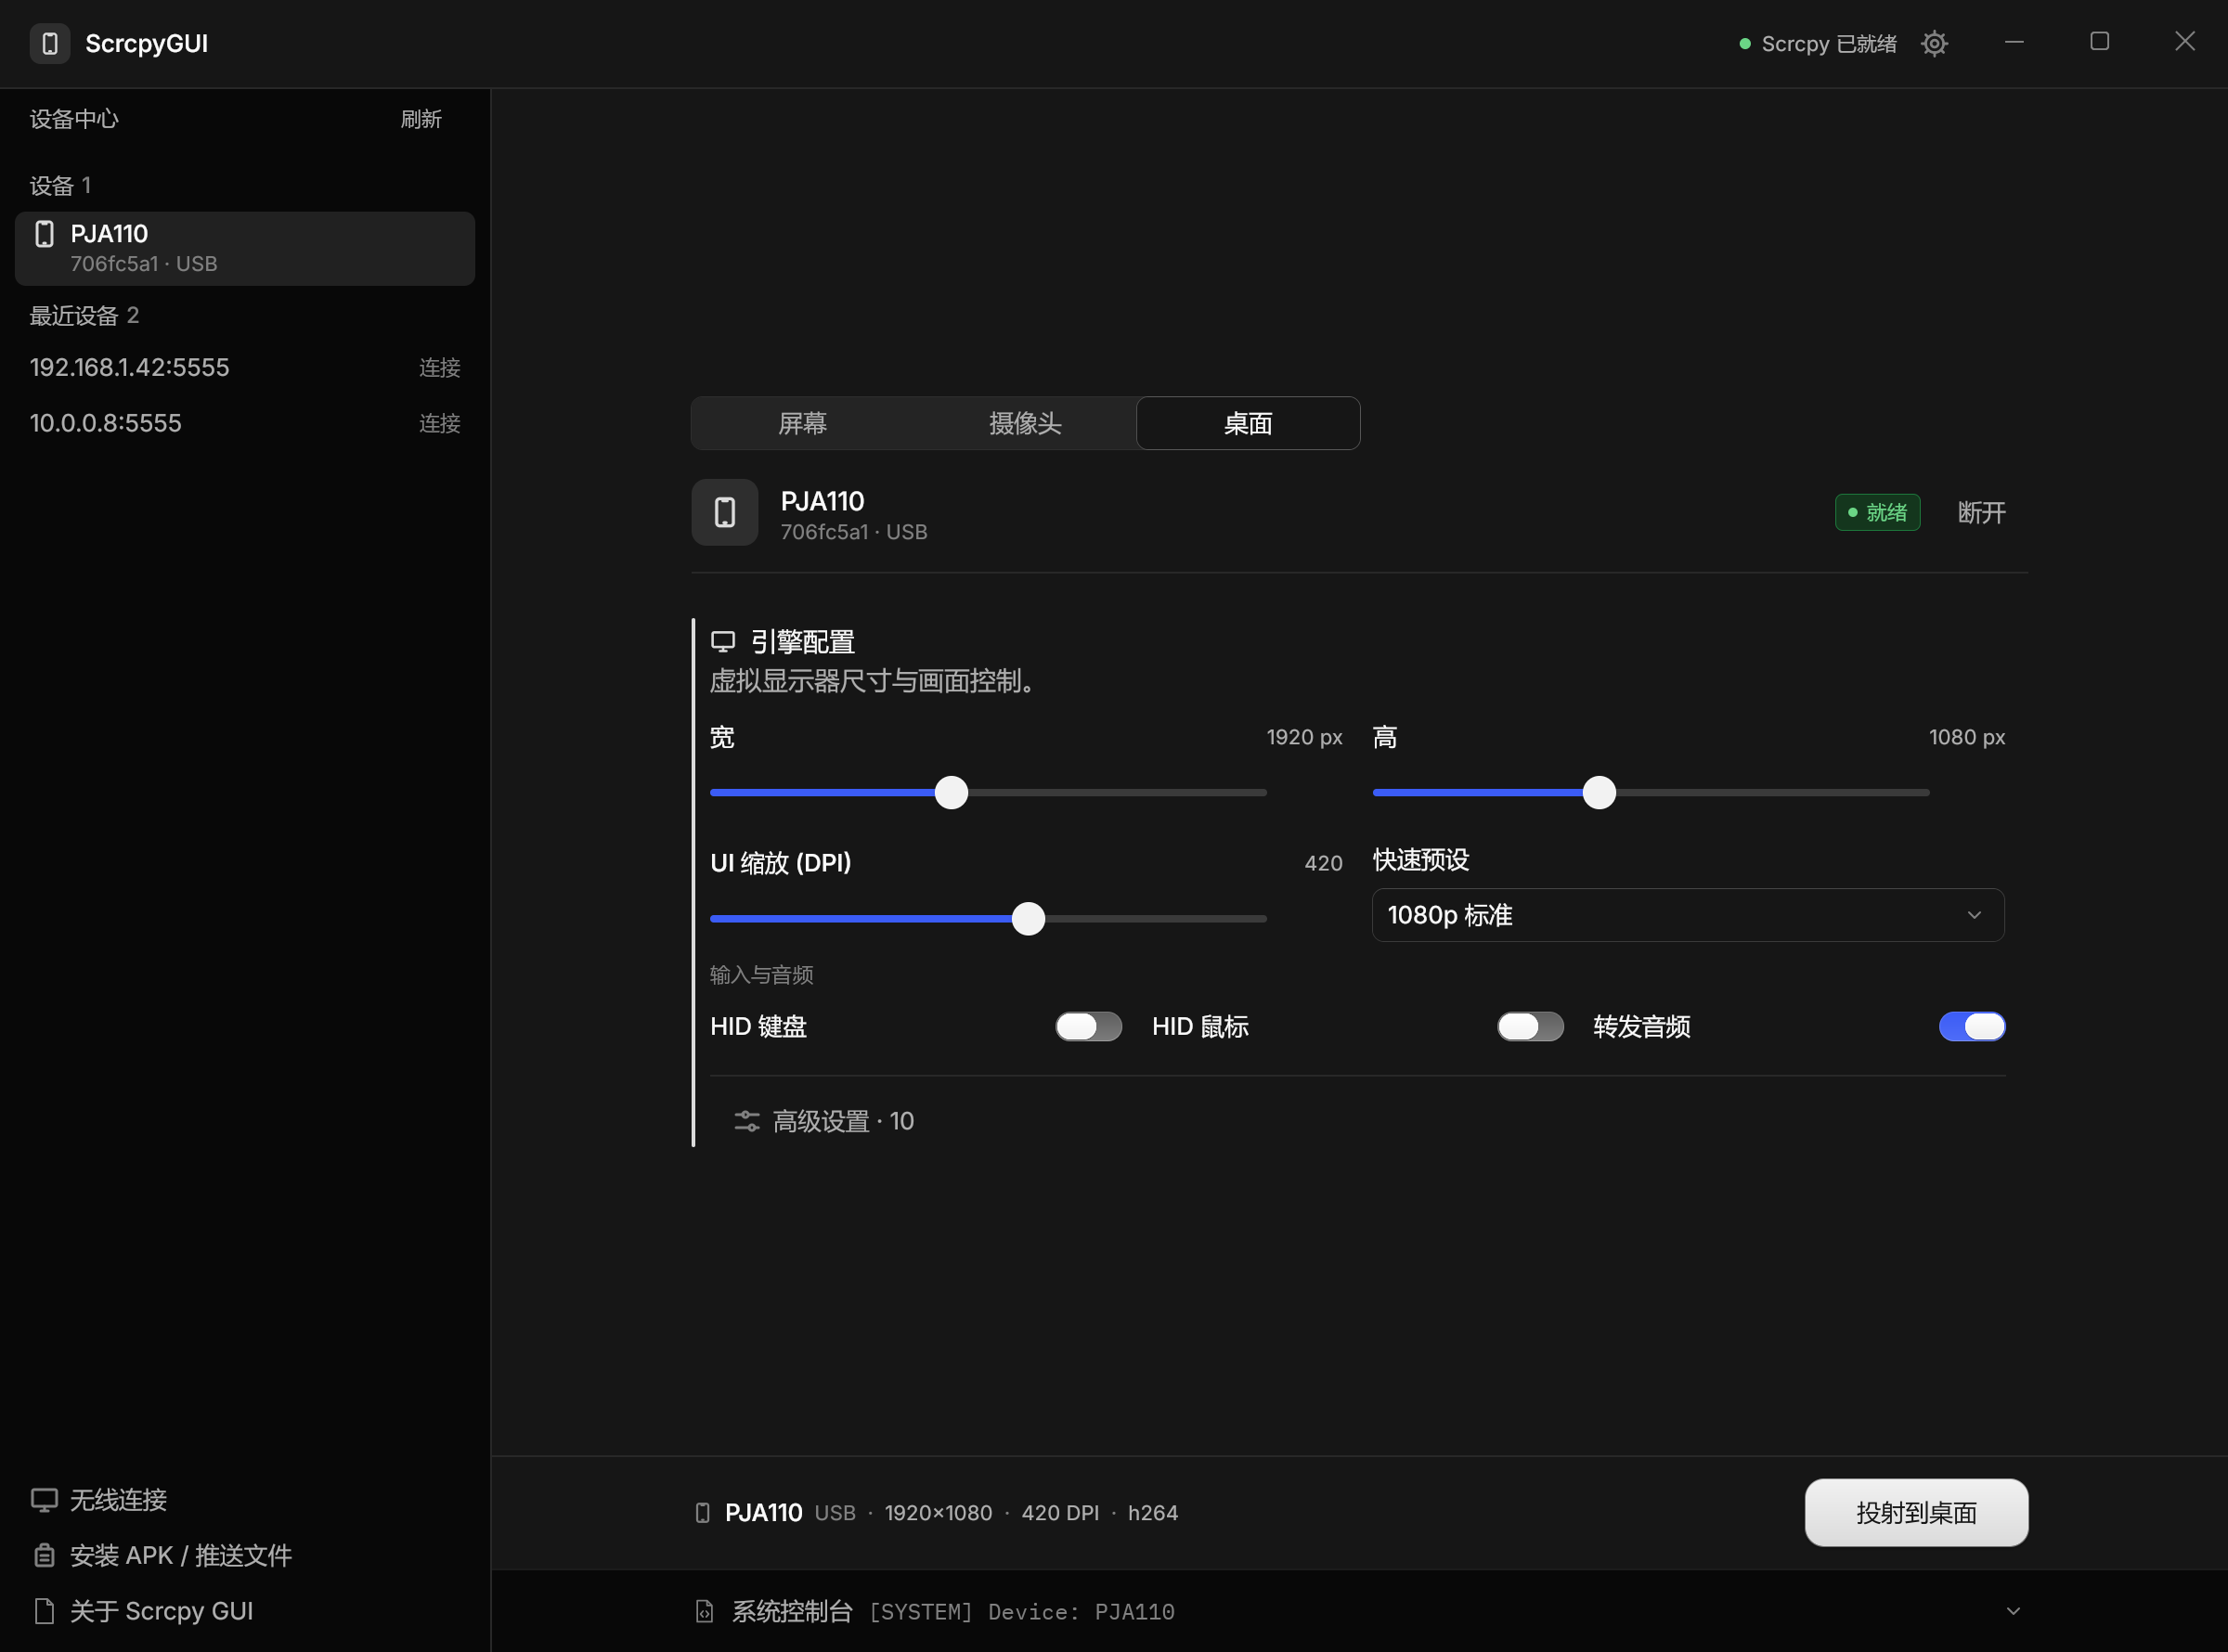 ScrcpyGUI
Scrcpy 已就绪
设备中心 刷新
设备 1
PJA110
706fc5a1 · USB
最近设备 2
192.168.1.42:5555 连接
10.0.0.8:5555 连接
无线连接
安装 APK / 推送文件
关于 Scrcpy GUI
屏幕 摄像头 桌面
PJA110
706fc5a1 · USB
就绪 断开
引擎配置
虚拟显示器尺寸与画面控制。
宽 1920 px 高 1080 px
UI 缩放 (DPI) 420 快速预设
1080p 标准
输入与音频
HID 键盘 HID 鼠标 转发音频
高级设置 · 10
PJA110 USB · 1920×1080 · 420 DPI · h264
投射到桌面
系统控制台 [SYSTEM] Device: PJA110